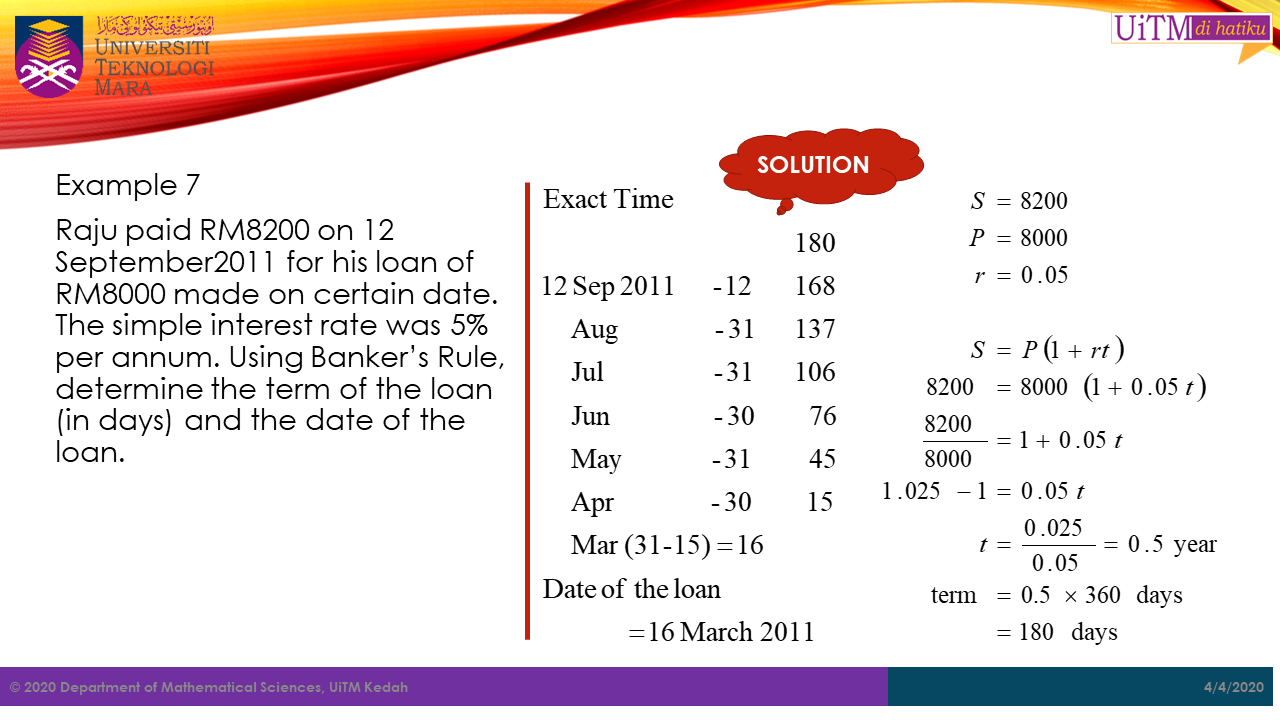 UNIVERSITI
TEKNOLOGI
MARA
UiTM di hatiku
Example 7
Raju paid RM8200 on 12
September2011 for his loan of
RM8000 made on certain date.
The simple interest rate was 5%
per annum. Using Banker’s Rule,
determine the term of the loan
(in days) and the date of the
loan.
SOLUTION
Exact Time
180
12 Sep 2011 -12 168
Aug -31 137
Jul -31 106
Jun -30 76
May -31 45
Apr -30 15
Mar (31-15) =16
Date of the loan
=16 March 2011
S = 8200
P = 8000
r = 0.05
S = P(1 + rt)
8200 = 8000 (1 + 0.05 t)
8200/8000 = 1 + 0.05 t
1.025 − 1 = 0.05 t
t = 0.025/0.05 = 0.5 year
term = 0.5 × 360 days
= 180 days
© 2020 Department of Mathematical Sciences, UiTM Kedah
4/4/2020